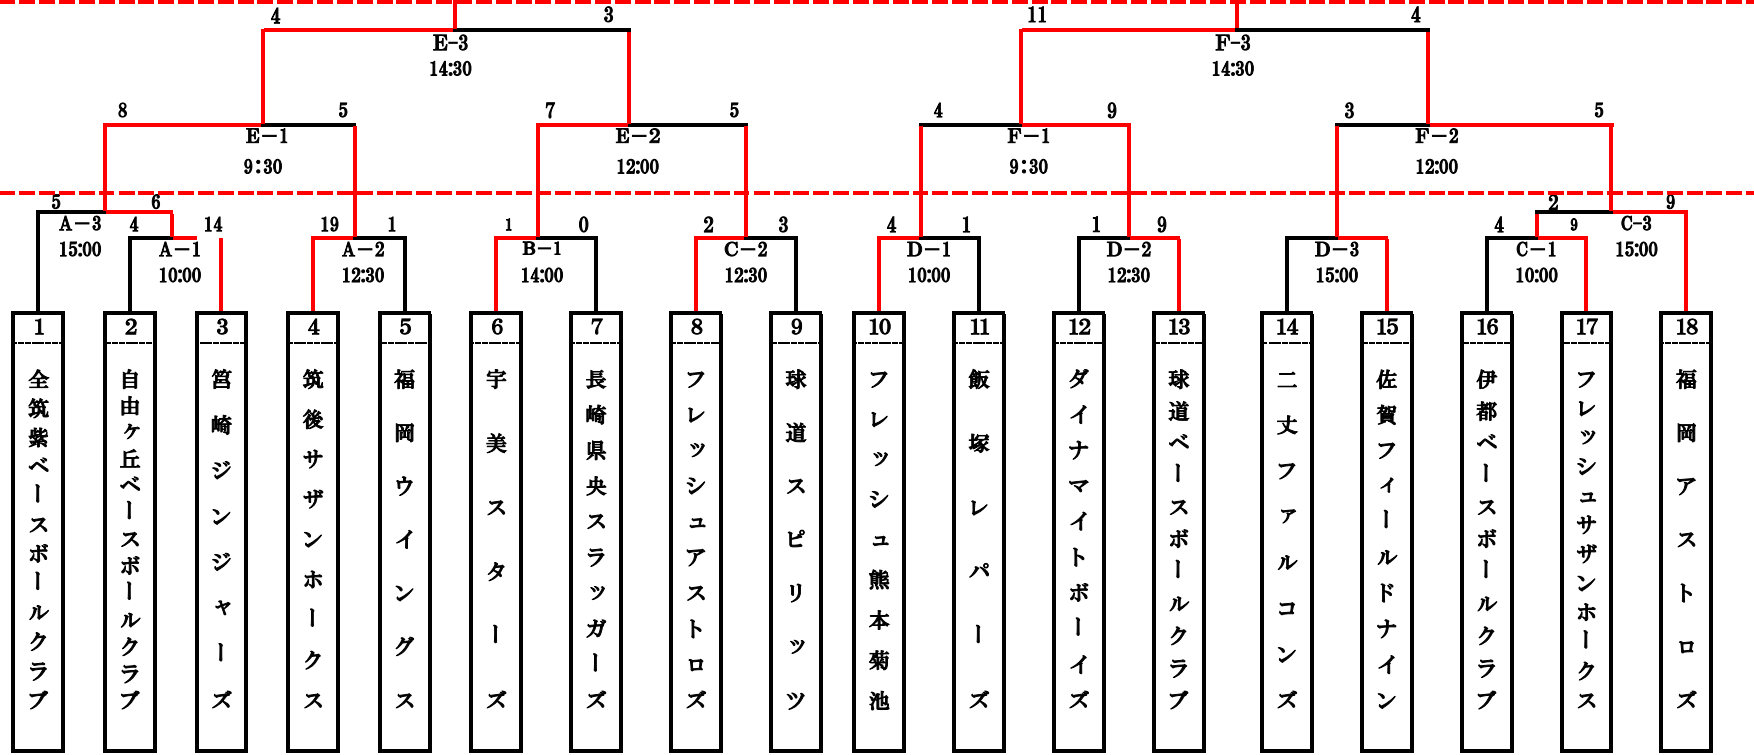 4 3 11 4
E-3 F-3
14:30 14:30
8 5 7 5 4 9 3 5
E－1 E－2 F－1 F－2
9：30 12:00 9：30 12:00
5 6 2 9
A－3 4 14 19 1 1 0 2 3 4 1 1 9 4 9 C-3
15:00 A－1 A－2 B－1 C－2 D－1 D－2 D－3 C－1 15:00
10:00 12:30 14:00 12:30 10:00 12:30 15:00 10:00
1 2 3 4 5 6 7 8 9 10 11 12 13 14 15 16 17 18
全筑紫ベースボールクラブ
自由ヶ丘ベースボールクラブ
筥崎ジンジャーズ
筑後サザンホークス
福岡ウイングス
宇美スターズ
長崎県央スラッガーズ
フレッシュアストロズ
球道スピリッツ
フレッシュ熊本菊池
飯塚レパーズ
ダイナマイトボーイズ
球道ベースボールクラブ
二丈ファルコンズ
佐賀フィールドナイン
伊都ベースボールクラブ
フレッシュサザンホークス
福岡アストロズ